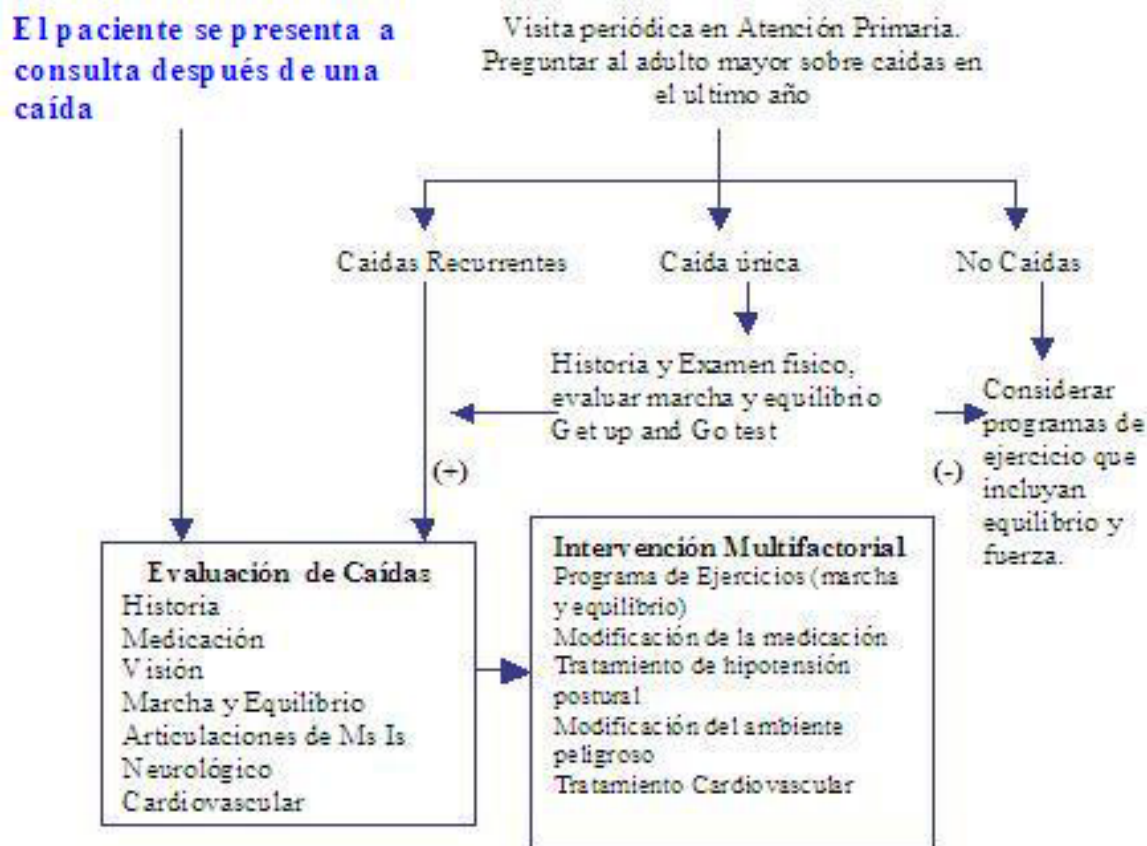 El paciente se presenta a
consulta después de una
caída
Visita periódica en Atención Primaria.
Preguntar al adulto mayor sobre caidas en
el ultimo año
Caidas Recurrentes
Caida única
No Caidas
Historia y Examen fisico,
evaluar marcha y equilibrio
Get up and Go test
Considerar
programas de
ejercicio que
incluyan
equilibrio y
fuerza.
(+)
(-)
Evaluación de Caídas
Historia
Medicación
Visión
Marcha y Equilibrio
Articulaciones de Ms Is
Neurológico
Cardiovascular
Intervención Multifactorial
Programa de Ejercicios (marcha
y equilibrio)
Modificación de la medicación
Tratamiento de hipotensión
postural
Modificación del ambiente
peligroso
Tratamiento Cardiovascular